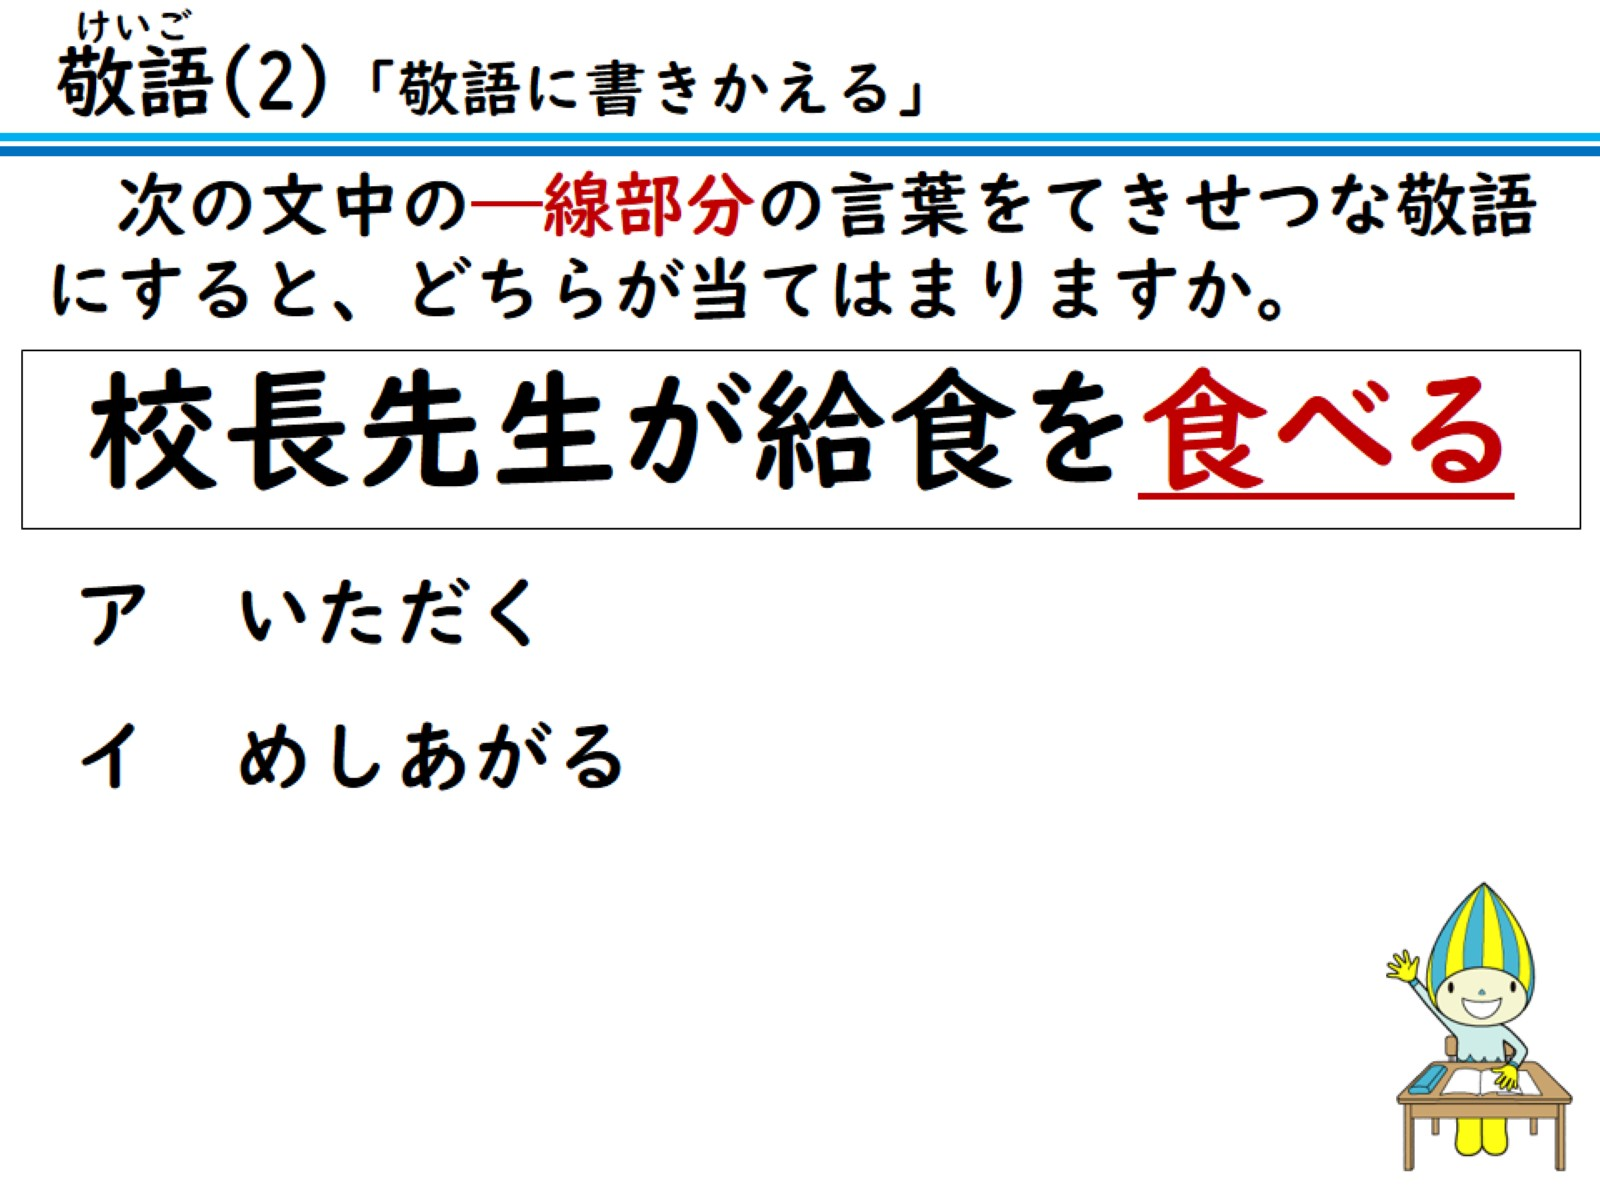 けいご
敬語(2)「敬語に書きかえる」
次の文中の―線部分の言葉をてきせつな敬語
にすると、どちらが当てはまりますか。
校長先生が給食を食べる
ア　いただく
イ　めしあがる